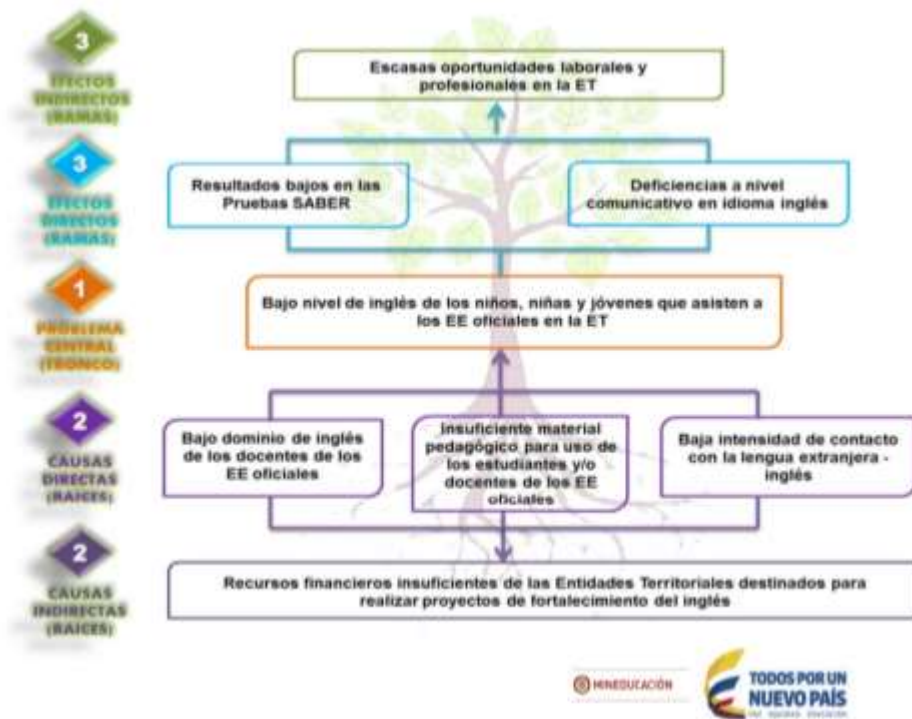 3
EFECTOS
INDIRECTOS
(RAMAS)
Escasas oportunidades laborales y
profesionales en la ET
3
EFECTOS
DIRECTOS
(RAMAS)
Resultados bajos en las
Pruebas SABER
Deficiencias a nivel
comunicativo en idioma inglés
1
PROBLEMA
CENTRAL
(TRONCO)
Bajo nivel de inglés de los niños, niñas y jóvenes que asisten a
los EE oficiales en la ET
2
CAUSAS
DIRECTAS
(RAICES)
Bajo dominio de inglés
de los docentes de los
EE oficiales
Insuficiente material
pedagógico para uso de
los estudiantes y/o
docentes de los EE
oficiales
Baja intensidad de contacto
con la lengua extranjera -
inglés
2
CAUSAS
INDIRECTAS
(RAICES)
Recursos financieros insuficientes de las Entidades Territoriales destinados para
realizar proyectos de fortalecimiento del inglés
MINEDUCACIÓN
TODOS POR UN
NUEVO PAÍS
PAZ EQUIDAD EDUCACIÓN